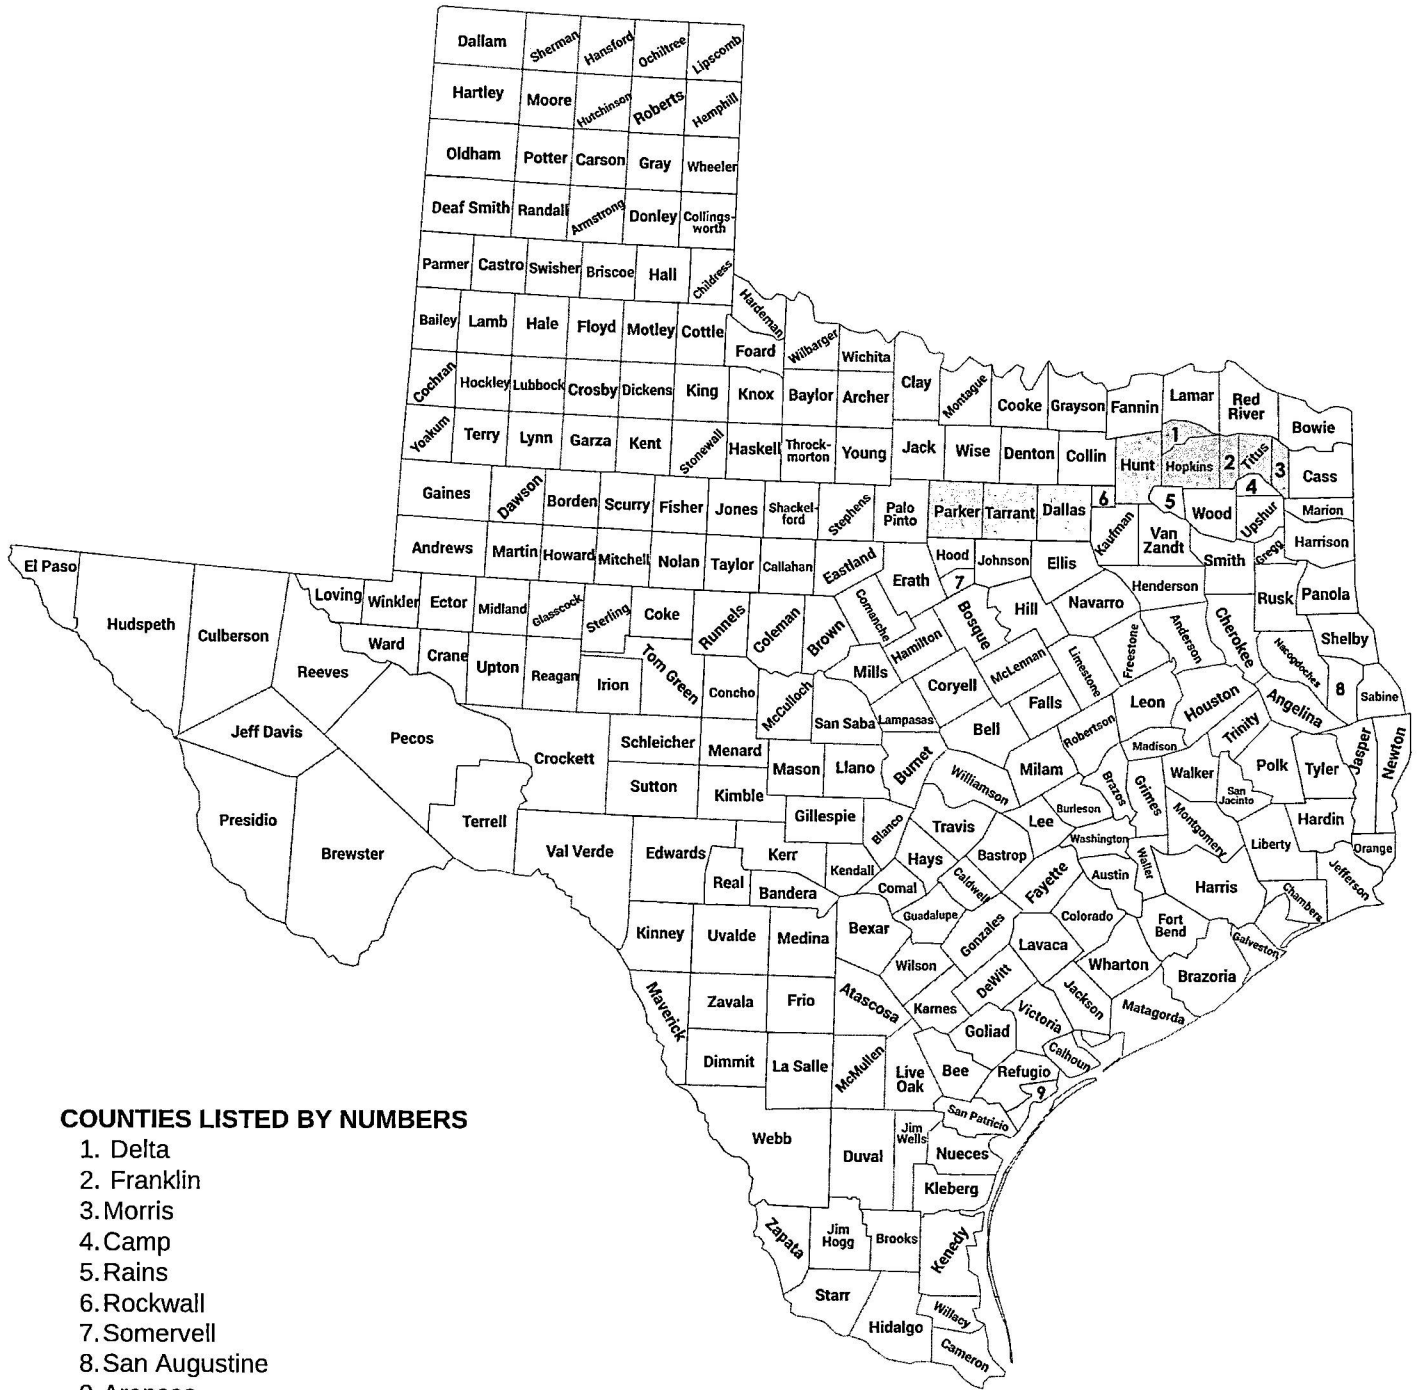 Dallam Sherman Hansford Ochiltree Lipscomb
Hartley Moore Hutchinson Roberts Hemphill
Oldham Potter Carson Gray Wheeler
Deaf Smith Randall Armstrong Donley Collings-
worth
Parmer Castro Swisher Briscoe Hall Childress
Hardeman
Bailey Lamb Hale Floyd Motley Cottle Foard Wilbarger Wichita
Cochran Hockley Lubbock Crosby Dickens King Knox Baylor Archer Clay Montague Cooke Grayson Fannin Lamar Red
River Bowie
Yoakum Terry Lynn Garza Kent Stonewall Haskell Throck-
morton Young Jack Wise Denton Collin Hunt 1 Hopkins 2 Titus 3 Cass
Gaines Dawson Borden Scurry Fisher Jones Shackel-
ford Stephens Palo
Pinto Parker Tarrant Dallas 6 5 Wood 4 Upshur Marion
Kaufman Van
Zandt Smith Gregg Harrison
Andrews Martin Howard Mitchell Nolan Taylor Callahan Eastland Erath Hood 7 Johnson Ellis Henderson Rusk Panola
El Paso Hudspeth Culberson Reeves Loving Winkler Ector Midland Glasscock Sterling Coke Runnels Coleman Brown Comanche Hamilton Bosque Hill Navarro Freestone Anderson Cherokee Nacogdoches Shelby
Ward Crane Upton Reagan Irion Tom Green Concho McCulloch San Saba Mills Lampasas Coryell McLennan Limestone Falls Leon Houston Angelina 8 Sabine
Jeff Davis Pecos Crockett Schleicher Menard Mason Llano Burnet Bell Robertson Madison Trinity Polk Tyler Jasper Newton
Sutton Kimble Williamson Milam Brazos Grimes Walker San
Jacinto
Presidio Brewster Terrell Val Verde Edwards Gillespie Blanco Travis Lee Burleson Washington Montgomery Liberty Hardin Orange
Real Kerr Bandera Kendall Comal Hays Caldwell Bastrop Fayette Austin Waller Harris Chambers Jefferson
Kinney Uvalde Medina Bexar Guadalupe Gonzales Lavaca Colorado Fort
Bend Galveston
Wilson DeWitt Wharton Brazoria
Maverick Zavala Frio Atascosa Karnes Goliad Victoria Jackson Matagorda
Dimmit La Salle McMullen Live
Oak Bee Refugio Calhoun 9
San Patricio
Webb Duval Jim
Wells Nueces
Kleberg
Zapata Jim
Hogg Brooks Kenedy
Starr Hidalgo Willacy
Cameron
COUNTIES LISTED BY NUMBERS
1. Delta
2. Franklin
3. Morris
4. Camp
5. Rains
6. Rockwall
7. Somervell
8. San Augustine